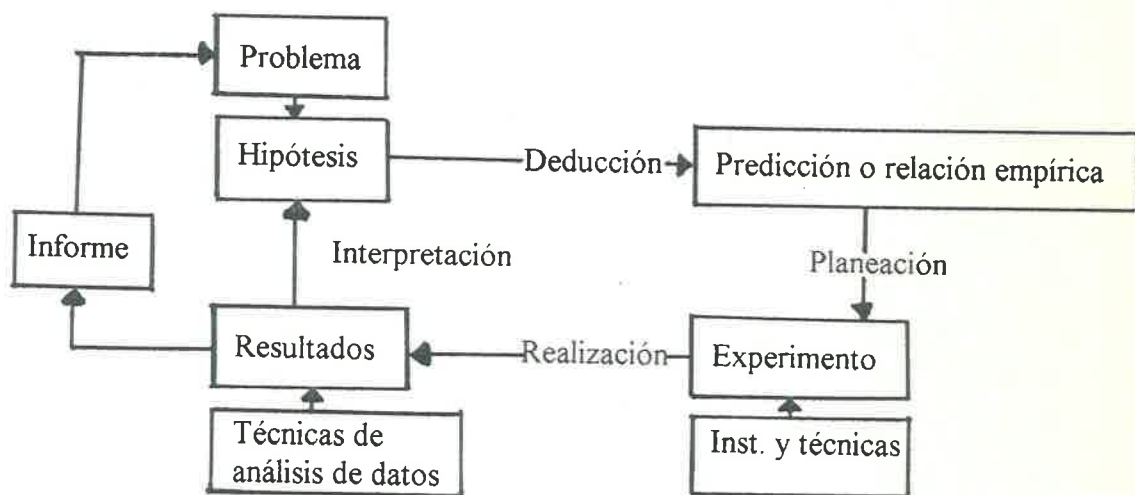 Problema
Hipótesis
Deducción
Predicción o relación empírica
Informe
Interpretación
Planeación
Resultados
Realización
Experimento
Técnicas de
análisis de datos
Inst. y técnicas